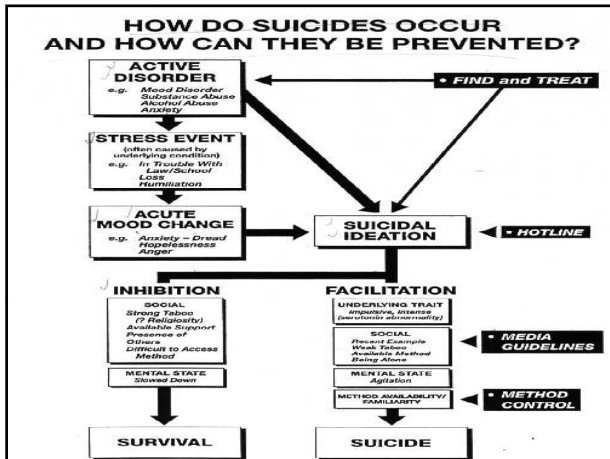 HOW DO SUICIDES OCCUR
AND HOW CAN THEY BE PREVENTED?
ACTIVE
DISORDER
e.g. Mood Disorder
Substance Abuse
Alcohol Abuse
Anxiety
• FIND and TREAT
STRESS EVENT
(often caused by
underlying condition)
e.g. In Trouble With
Law/School
Loss
Humiliation
ACUTE
MOOD CHANGE
e.g. Anxiety – Dread
Hopelessness
Anger
SUICIDAL
IDEATION
• HOTLINE
INHIBITION
SOCIAL
Strong Taboo
(? Religiosity)
Available Support
Presence of
Others
Difficult to Access
Method
MENTAL STATE
Slowed Down
SURVIVAL
FACILITATION
UNDERLYING TRAIT
Impulsive, Intense
(serotonin abnormality)
SOCIAL
Recent Example
Weak Taboo
Available Method
Being Alone
• MEDIA
GUIDELINES
MENTAL STATE
Agitation
METHOD AVAILABILITY/
FAMILIARITY
• METHOD
CONTROL
SUICIDE